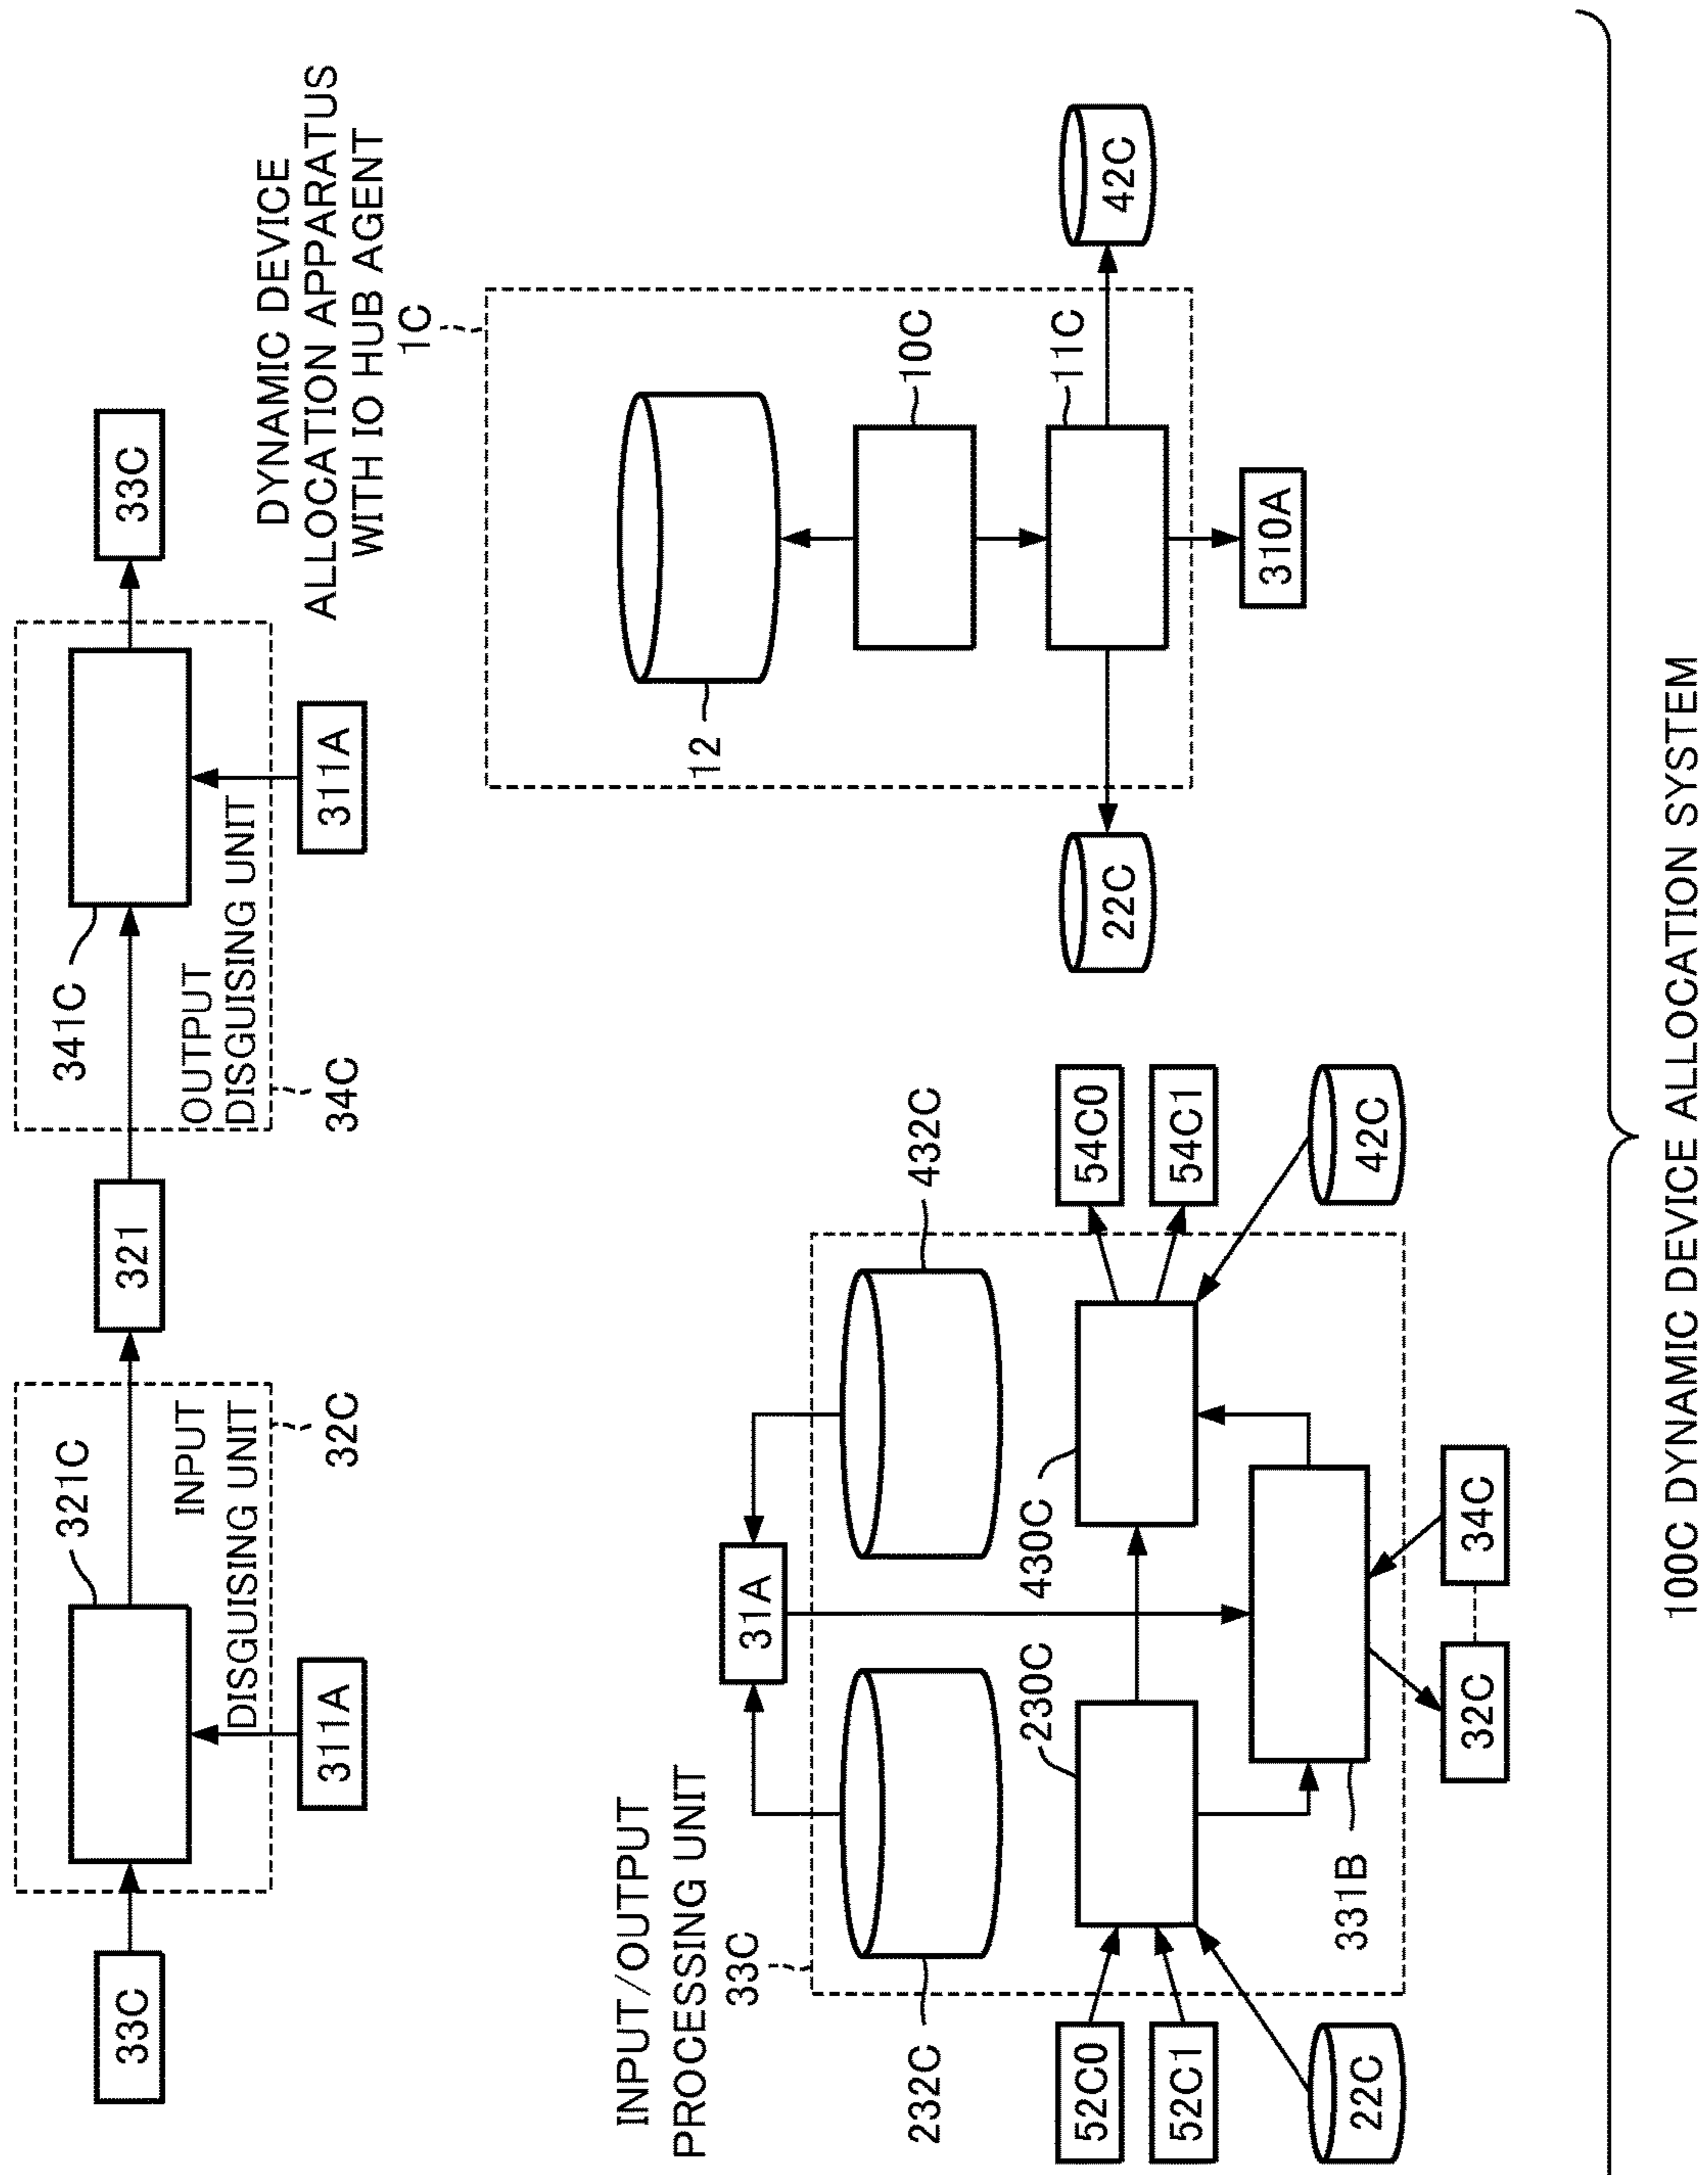 33C
321C
INPUT
DISGUISING UNIT
32C
311A
321
341C
OUTPUT
DISGUISING UNIT
34C
311A
33C
DYNAMIC DEVICE
ALLOCATION APPARATUS
WITH IO HUB AGENT
1C
12
10C
11C
22C
42C
310A
INPUT/OUTPUT
PROCESSING UNIT
33C
31A
232C
432C
230C
430C
52C0
52C1
22C
54C0
54C1
42C
331B
32C
34C
100C DYNAMIC DEVICE ALLOCATION SYSTEM